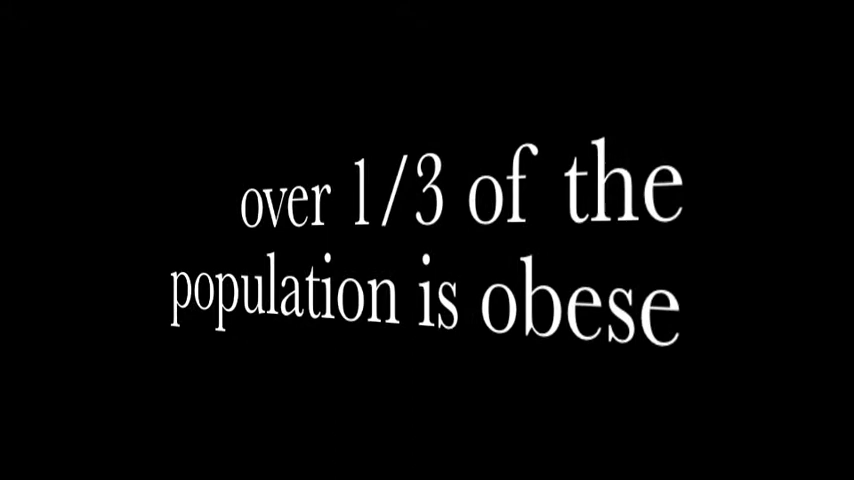 over 1/3 of the
population is obese